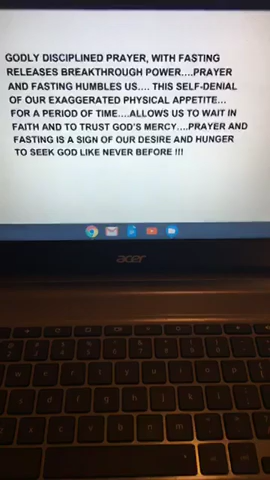 GODLY DISCIPLINED PRAYER, WITH FASTING
RELEASES BREAKTHROUGH POWER....PRAYER
AND FASTING HUMBLES US.... THIS SELF-DENIAL
OF OUR EXAGGERATED PHYSICAL APPETITE...
FOR A PERIOD OF TIME....ALLOWS US TO WAIT IN
FAITH AND TO TRUST GOD'S MERCY....PRAYER AND
FASTING IS A SIGN OF OUR DESIRE AND HUNGER
TO SEEK GOD LIKE NEVER BEFORE !!!
acer